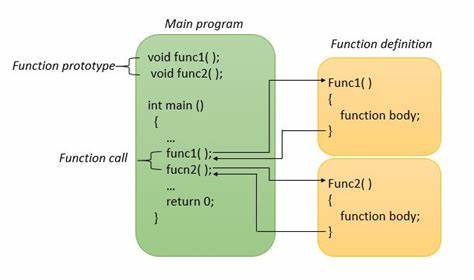 Main program
Function definition
Function prototype
void func1( );
void func2( );
int main ()
{
...
Function call
func1( );
fucn2( );
...
return 0;
}
Func1( )
{
function body;
}
Func2( )
{
function body;
}